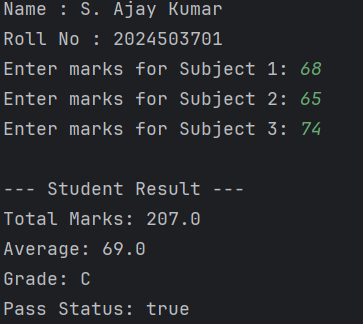 Name : S. Ajay Kumar
Roll No : 2024503701
Enter marks for Subject 1: 68
Enter marks for Subject 2: 65
Enter marks for Subject 3: 74
--- Student Result ---
Total Marks: 207.0
Average: 69.0
Grade: C
Pass Status: true